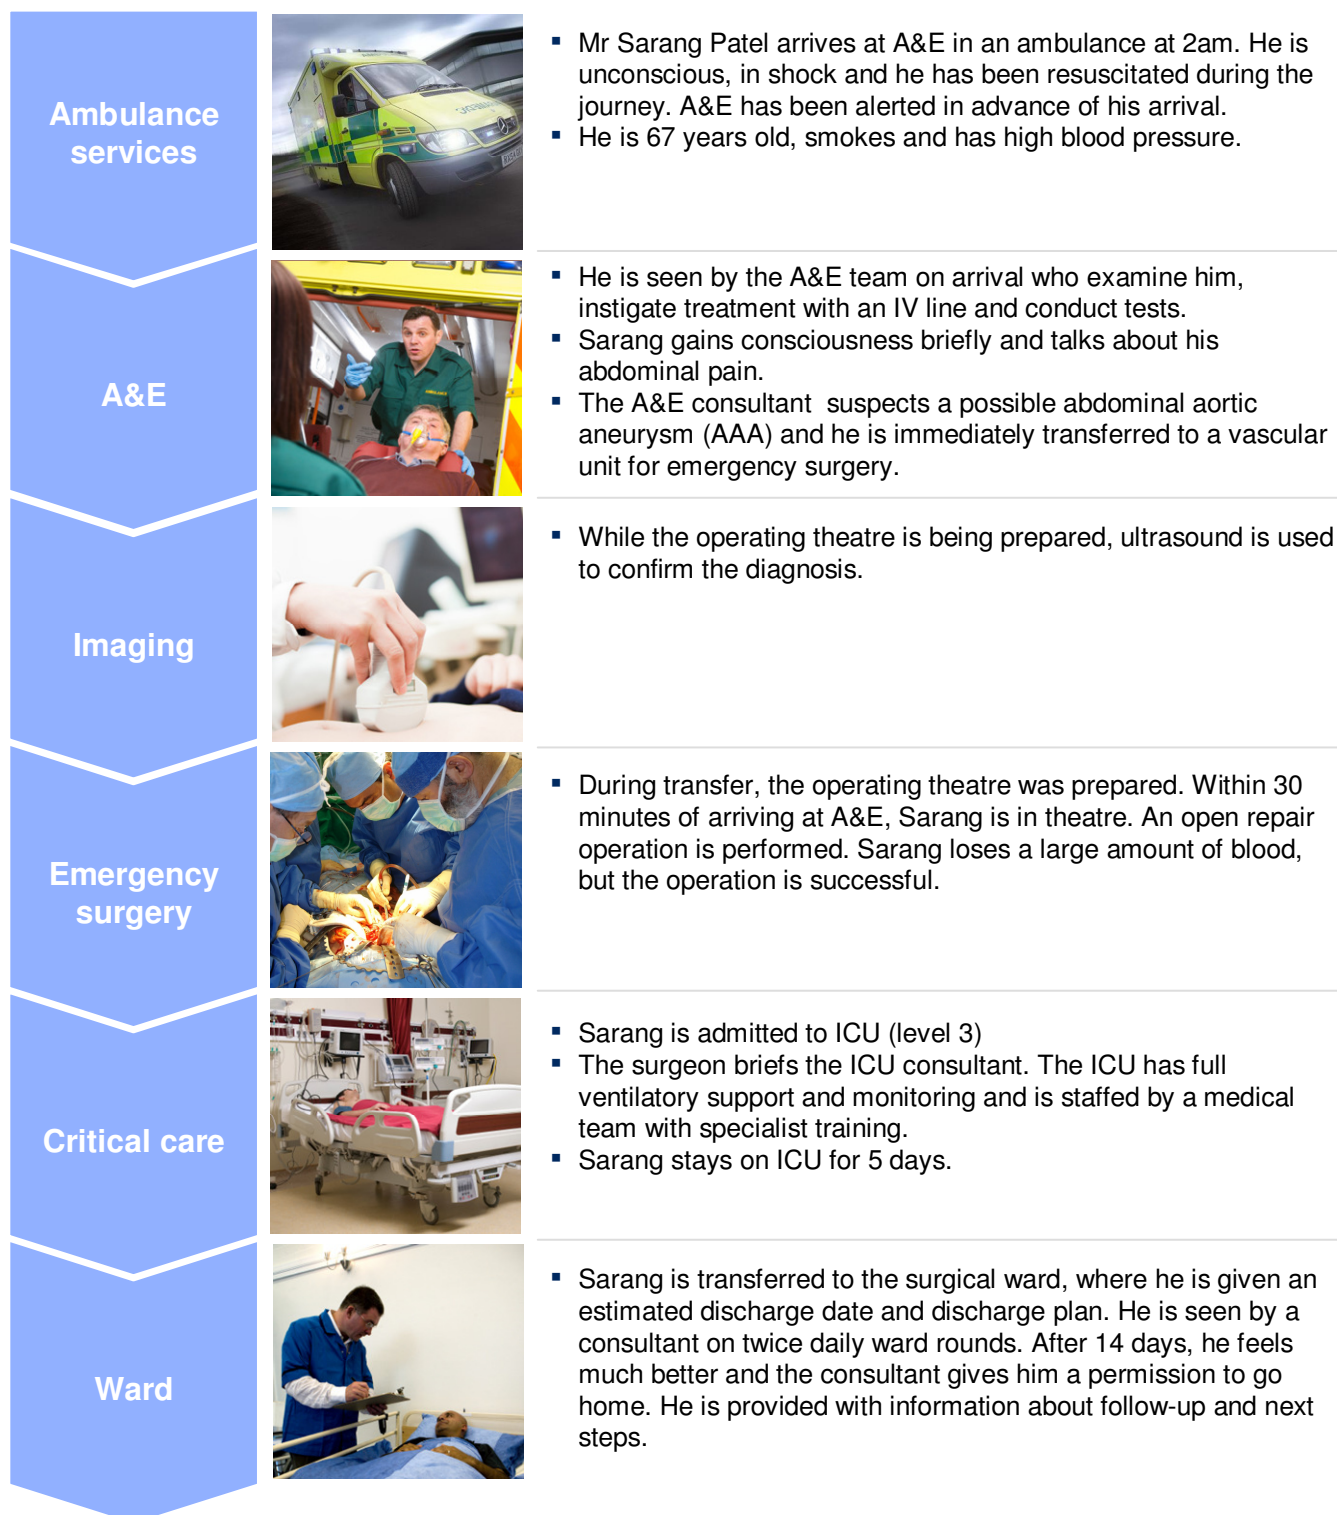 Ambulance
services
▪ Mr Sarang Patel arrives at A&E in an ambulance at 2am. He is
unconscious, in shock and he has been resuscitated during the
journey. A&E has been alerted in advance of his arrival.
▪ He is 67 years old, smokes and has high blood pressure.
A&E
▪ He is seen by the A&E team on arrival who examine him,
instigate treatment with an IV line and conduct tests.
▪ Sarang gains consciousness briefly and talks about his
abdominal pain.
▪ The A&E consultant  suspects a possible abdominal aortic
aneurysm (AAA) and he is immediately transferred to a vascular
unit for emergency surgery.
Imaging
▪ While the operating theatre is being prepared, ultrasound is used
to confirm the diagnosis.
Emergency
surgery
▪ During transfer, the operating theatre was prepared. Within 30
minutes of arriving at A&E, Sarang is in theatre. An open repair
operation is performed. Sarang loses a large amount of blood,
but the operation is successful.
Critical care
▪ Sarang is admitted to ICU (level 3)
▪ The surgeon briefs the ICU consultant. The ICU has full
ventilatory support and monitoring and is staffed by a medical
team with specialist training.
▪ Sarang stays on ICU for 5 days.
Ward
▪ Sarang is transferred to the surgical ward, where he is given an
estimated discharge date and discharge plan. He is seen by a
consultant on twice daily ward rounds. After 14 days, he feels
much better and the consultant gives him a permission to go
home. He is provided with information about follow-up and next
steps.